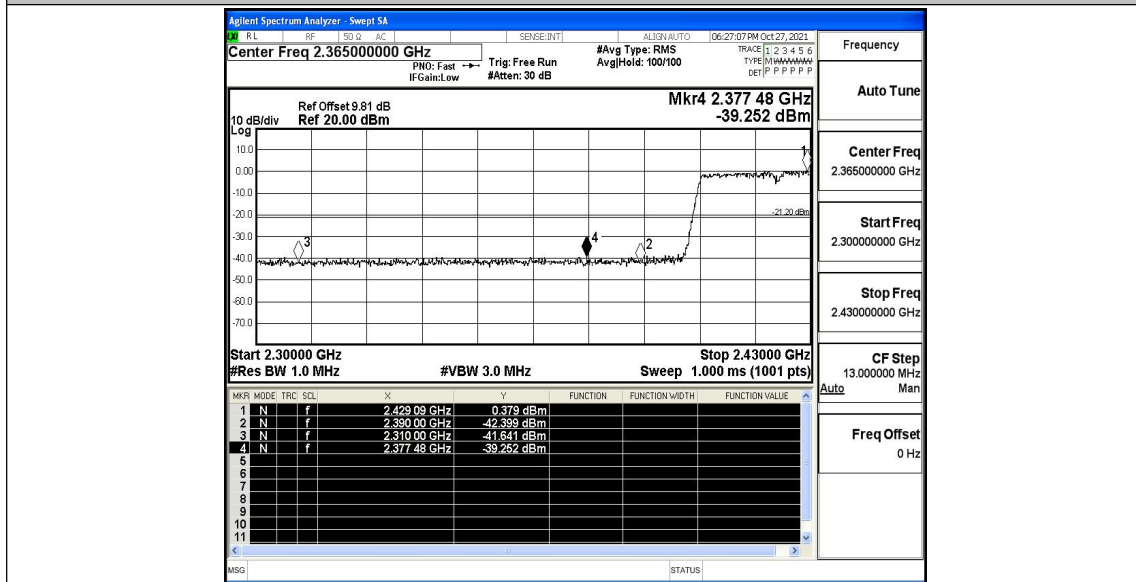 Agilent Spectrum Analyzer - Swept SA
LXI RL RF 50 Ω AC SENSE:INT ALIGN AUTO 06:27:07 PM Oct 27, 2021
Center Freq 2.365000000 GHz
PNO: Fast
IFGain:Low
Trig: Free Run
#Atten: 30 dB
#Avg Type: RMS
Avg|Hold: 100/100
TRACE 1 2 3 4 5 6
TYPE M WWWWW
DET P P P P P P
Ref Offset 9.81 dB
10 dB/div Ref 20.00 dBm
Log
Mkr4 2.377 48 GHz
-39.252 dBm
10.0
0.00
-10.0
-20.0
-30.0
-40.0
-50.0
-60.0
-70.0
1
-21.20 dBm
3
4
2
Start 2.30000 GHz Stop 2.43000 GHz
#Res BW 1.0 MHz #VBW 3.0 MHz Sweep 1.000 ms (1001 pts)
MKR MODE TRC SCL X Y FUNCTION FUNCTION WIDTH FUNCTION VALUE
1 N f 2.429 09 GHz 0.379 dBm
2 N f 2.390 00 GHz -42.399 dBm
3 N f 2.310 00 GHz -41.641 dBm
4 N f 2.377 48 GHz -39.252 dBm
5
6
7
8
9
10
11
MSG STATUS
Frequency
Auto Tune
Center Freq
2.365000000 GHz
Start Freq
2.300000000 GHz
Stop Freq
2.430000000 GHz
CF Step
13.000000 MHz
Auto Man
Freq Offset
0 Hz